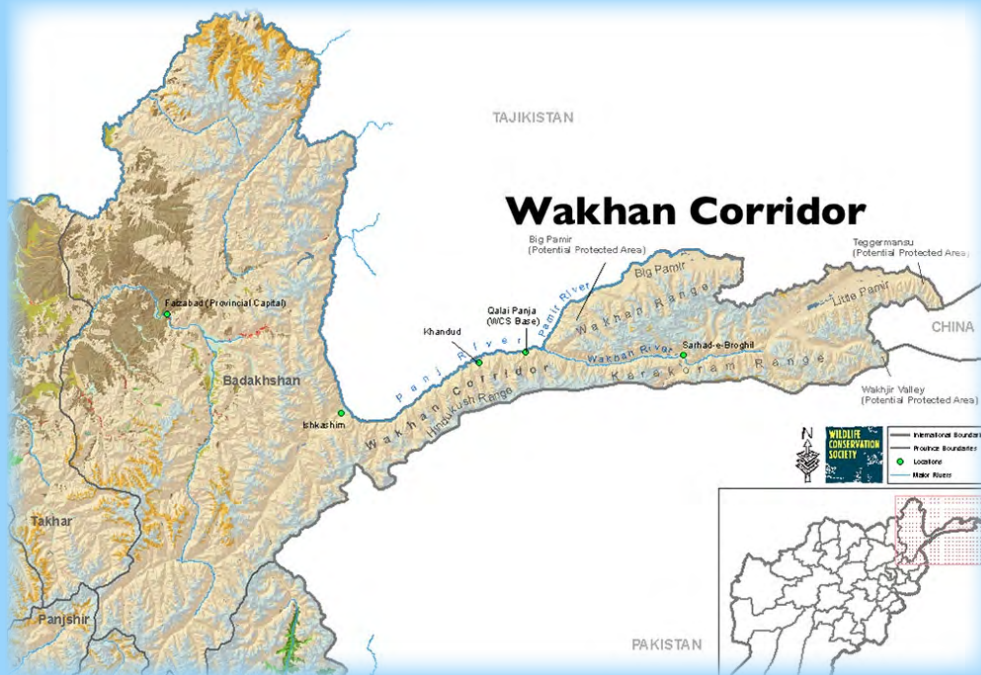 TAJIKISTAN
Wakhan Corridor
Big Pamir
(Potential Protected Area)
Teggermansu
(Potential Protected Area)
Big Pamir
Little Pamir
Wakhan Range
Pamir River
Faizabad (Provincial Capital)
Qalai Panja
(WCS Base)
Khandud
Panj River
CHINA
Sarhad-e-Broghil
Wakhan River
Karakoram Range
Badakhshan
Wakhan Corridor
Hindukush Range
Wakhjir Valley
(Potential Protected Area)
Ishkashim
N
WILDLIFE
CONSERVATION
SOCIETY
International Boundari
Province Boundaries
Locations
Major Rivers
Takhar
Panjshir
PAKISTAN